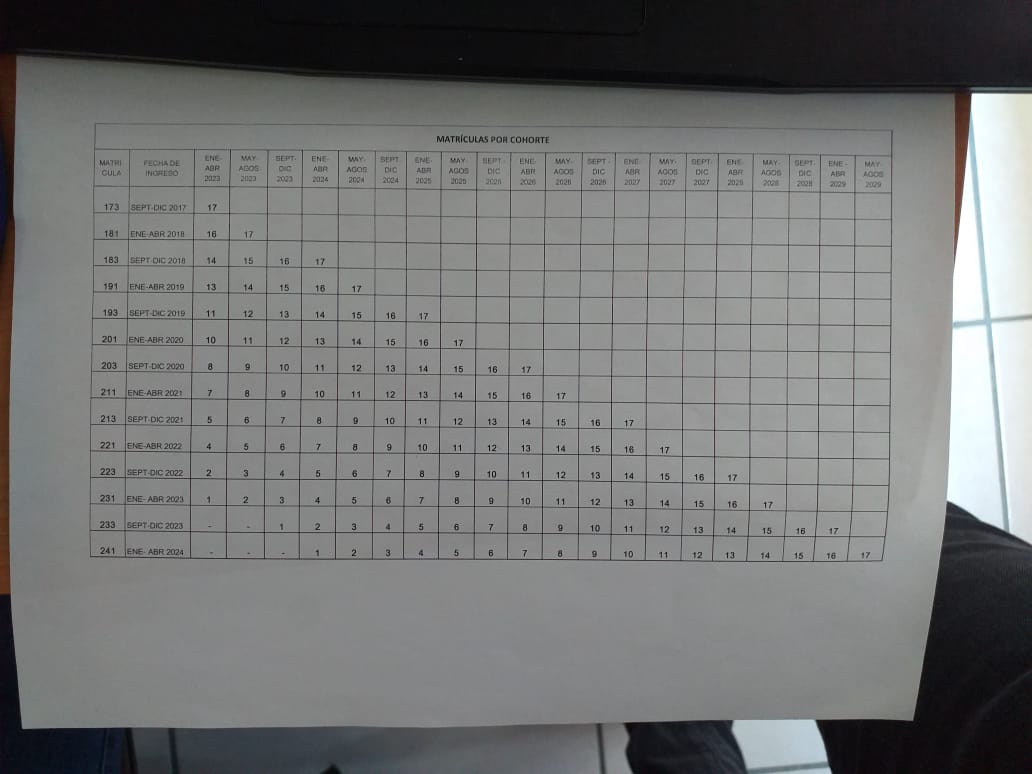 MATRÍCULAS POR COHORTE
MATRI CULA FECHA DE INGRESO ENE-ABR 2023 MAY-AGOS 2023 SEPT-DIC 2023 ENE-ABR 2024 MAY-AGOS 2024 SEPT-DIC 2024 ENE-ABR 2025 MAY-AGOS 2025 SEPT-DIC 2025 ENE-ABR 2026 MAY-AGOS 2026 SEPT-DIC 2026 ENE-ABR 2027 MAY-AGOS 2027 SEPT-DIC 2027 ENE-ABR 2028 MAY-AGOS 2028 SEPT-DIC 2028 ENE-ABR 2029 MAY-AGOS 2029
173 SEPT-DIC 2017 17
181 ENE-ABR 2018 16 17
183 SEPT-DIC 2018 14 15 16 17
191 ENE-ABR 2019 13 14 15 16 17
193 SEPT-DIC 2019 11 12 13 14 15 16 17
201 ENE-ABR 2020 10 11 12 13 14 15 16 17
203 SEPT-DIC 2020 8 9 10 11 12 13 14 15 16 17
211 ENE-ABR 2021 7 8 9 10 11 12 13 14 15 16 17
213 SEPT-DIC 2021 5 6 7 8 9 10 11 12 13 14 15 16 17
221 ENE-ABR 2022 4 5 6 7 8 9 10 11 12 13 14 15 16 17
223 SEPT-DIC 2022 2 3 4 5 6 7 8 9 10 11 12 13 14 15 16 17
231 ENE- ABR 2023 1 2 3 4 5 6 7 8 9 10 11 12 13 14 15 16 17
233 SEPT-DIC 2023 - - 1 2 3 4 5 6 7 8 9 10 11 12 13 14 15 16 17
241 ENE- ABR 2024 - - - 1 2 3 4 5 6 7 8 9 10 11 12 13 14 15 16 17